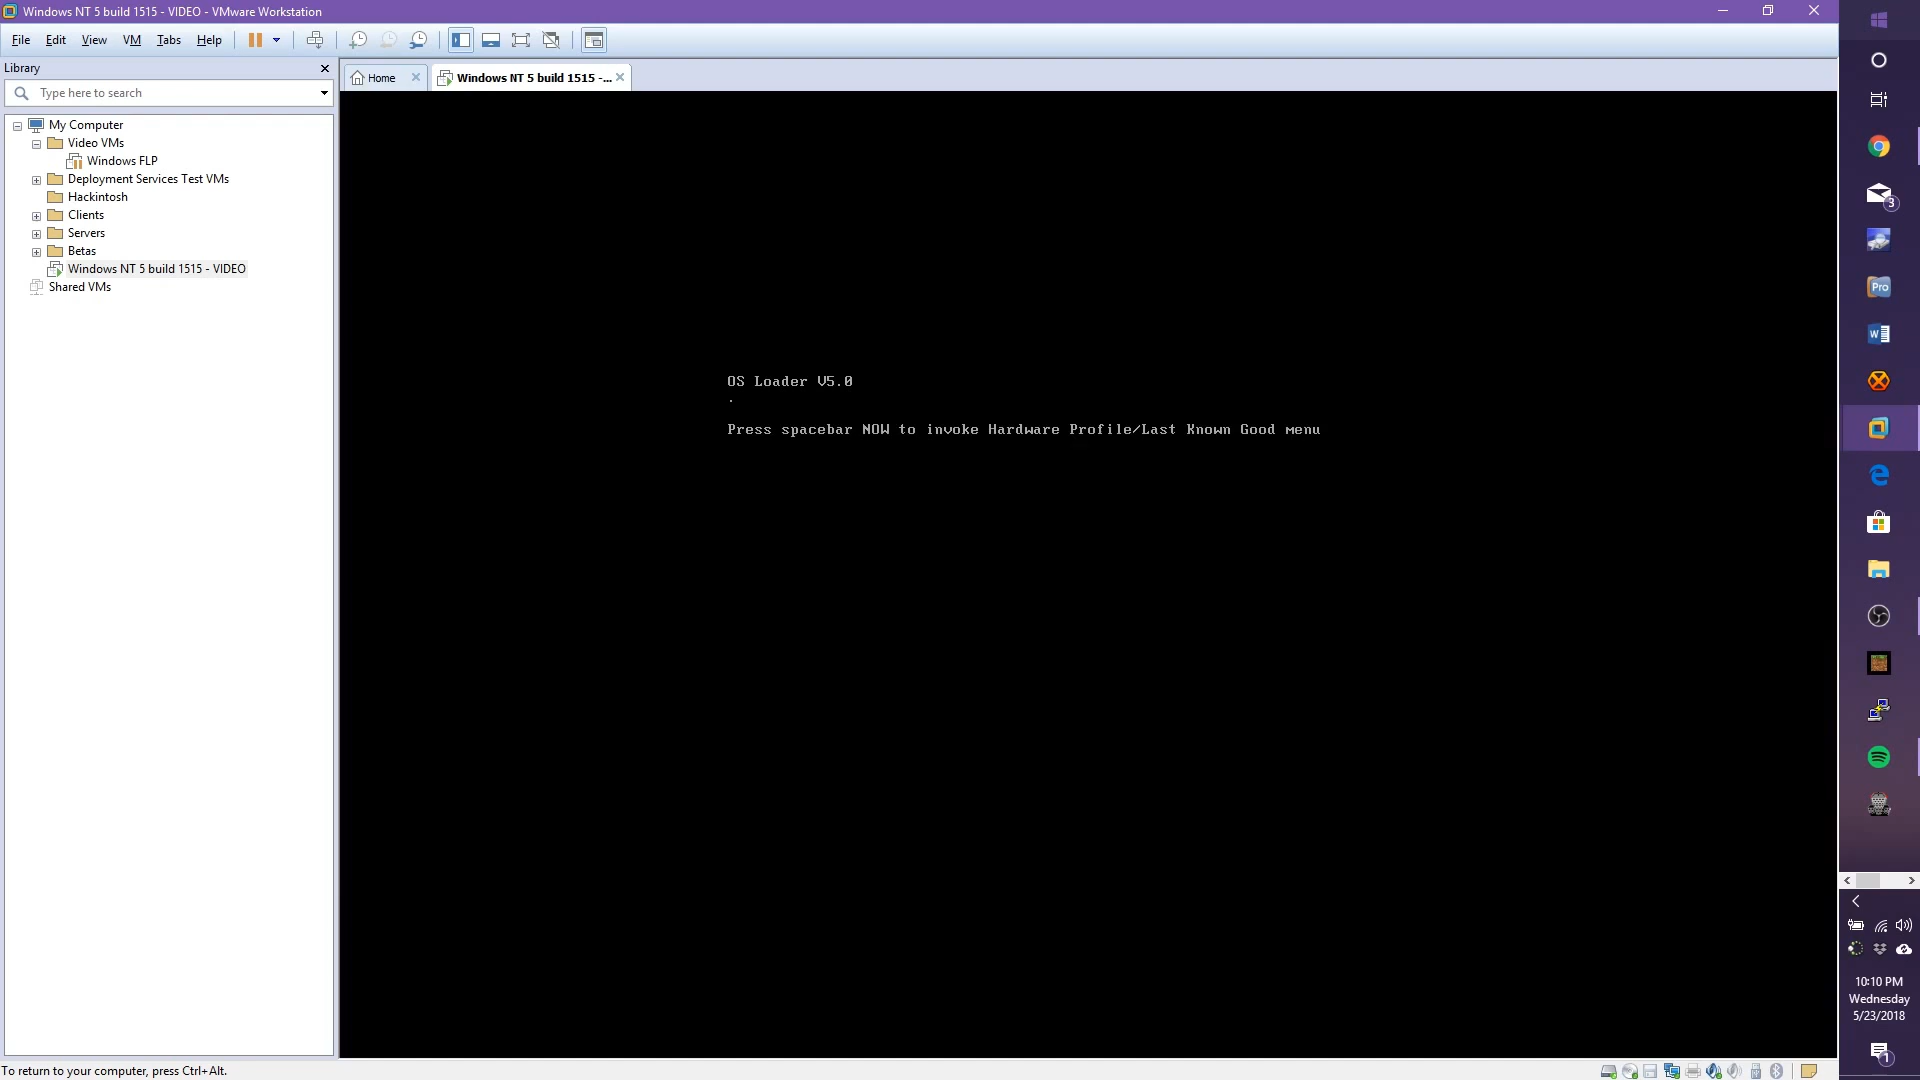 Windows NT 5 build 1515 - VIDEO - VMware Workstation
File Edit View VM Tabs Help
Library
Home
Windows NT 5 build 1515 -...
Type here to search
My Computer
Video VMs
Windows FLP
Deployment Services Test VMs
Hackintosh
Clients
Servers
Betas
Windows NT 5 build 1515 - VIDEO
Shared VMs
OS Loader V5.0
.
Press spacebar NOW to invoke Hardware Profile/Last Known Good menu
3
Pro
W
10:10 PM
Wednesday
5/23/2018
1
To return to your computer, press Ctrl+Alt.